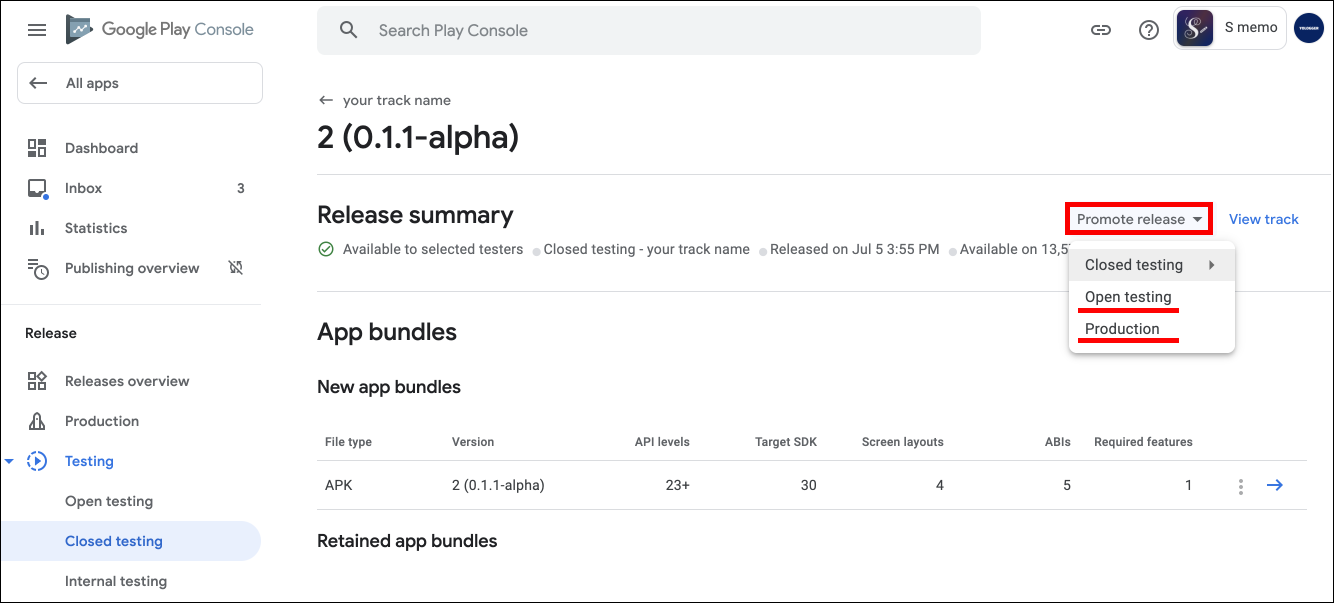 Google Play Console
Search Play Console
S memo
YOUNGER
All apps
your track name
2 (0.1.1-alpha)
Dashboard
Inbox 3
Statistics
Publishing overview
Release summary
Promote release
View track
Available to selected testers
Closed testing - your track name
Released on Jul 5 3:55 PM
Available on 13,5
Closed testing
Open testing
Production
Release
Releases overview
Production
Testing
Open testing
Closed testing
Internal testing
App bundles
New app bundles
File type Version API levels Target SDK Screen layouts ABIs Required features
APK 2 (0.1.1-alpha) 23+ 30 4 5 1
Retained app bundles